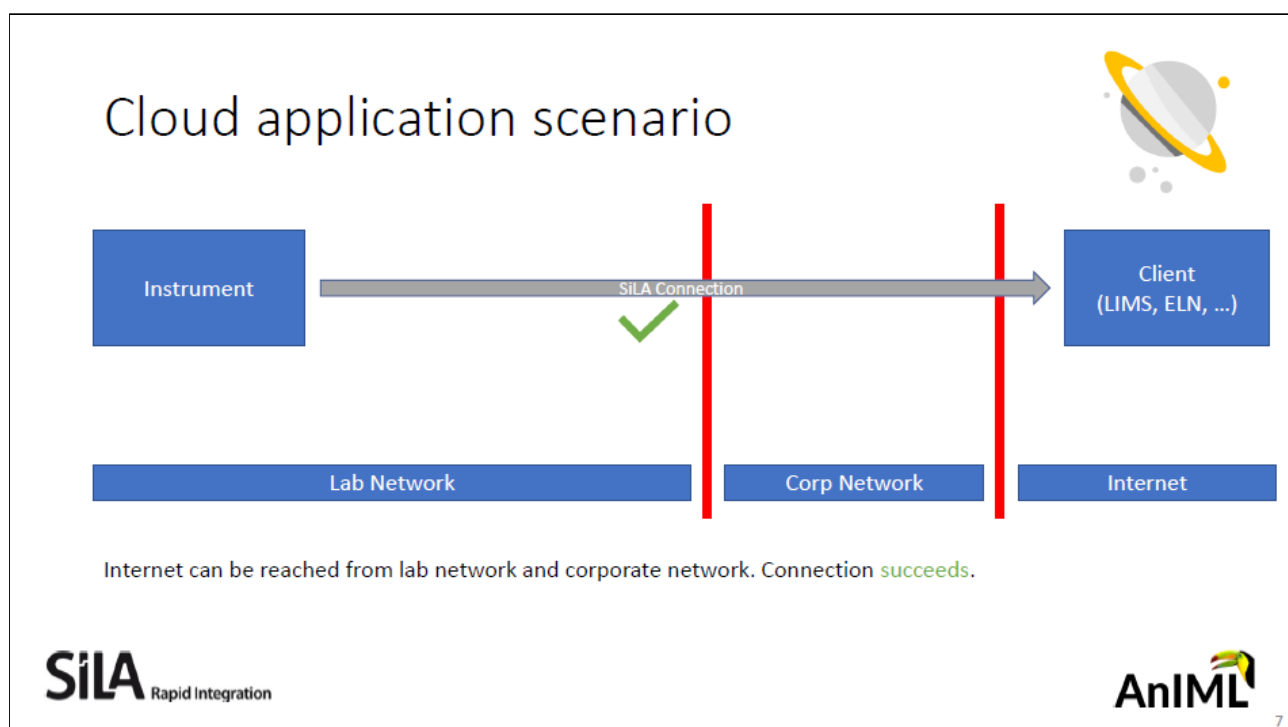 Cloud application scenario
Instrument
SiLA Connection
Client
(LIMS, ELN, ...)
Lab Network
Corp Network
Internet
Internet can be reached from lab network and corporate network. Connection succeeds.
SiLA Rapid Integration
AnIML
7